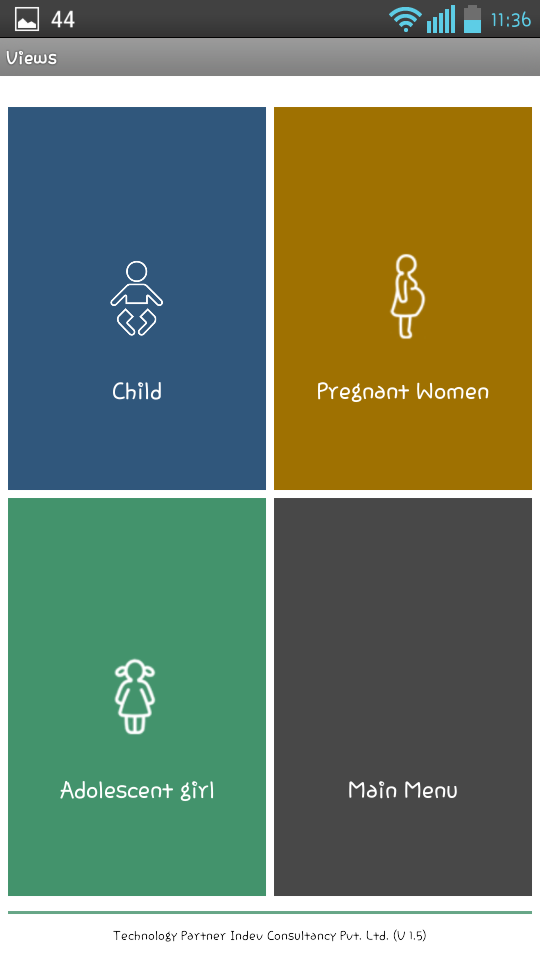 44 11:36
Views
Child
Pregnant Women
Adolescent girl
Main Menu
Technology Partner Indev Consultancy Pvt. Ltd. (V 1.5)